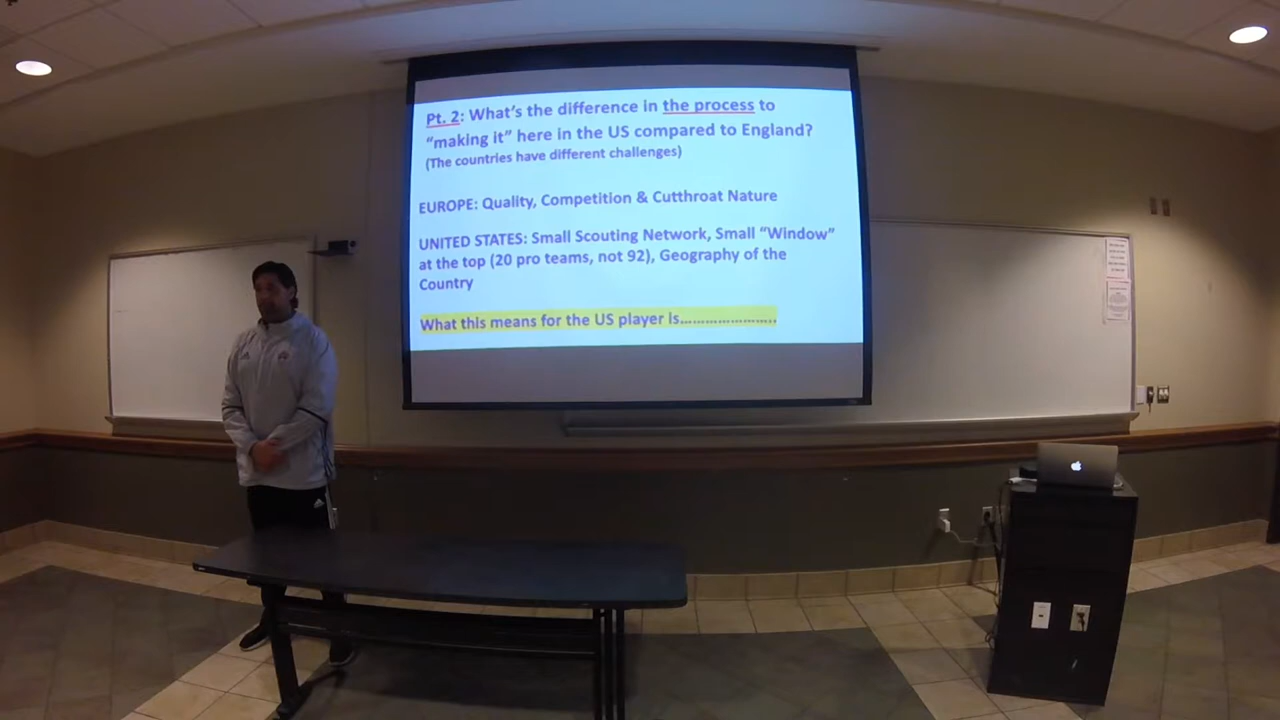 Pt. 2: What's the difference in the process to
"making it" here in the US compared to England?
(The countries have different challenges)
EUROPE: Quality, Competition & Cutthroat Nature
UNITED STATES: Small Scouting Network, Small "Window"
at the top (20 pro teams, not 92), Geography of the
Country
What this means for the US player is......................